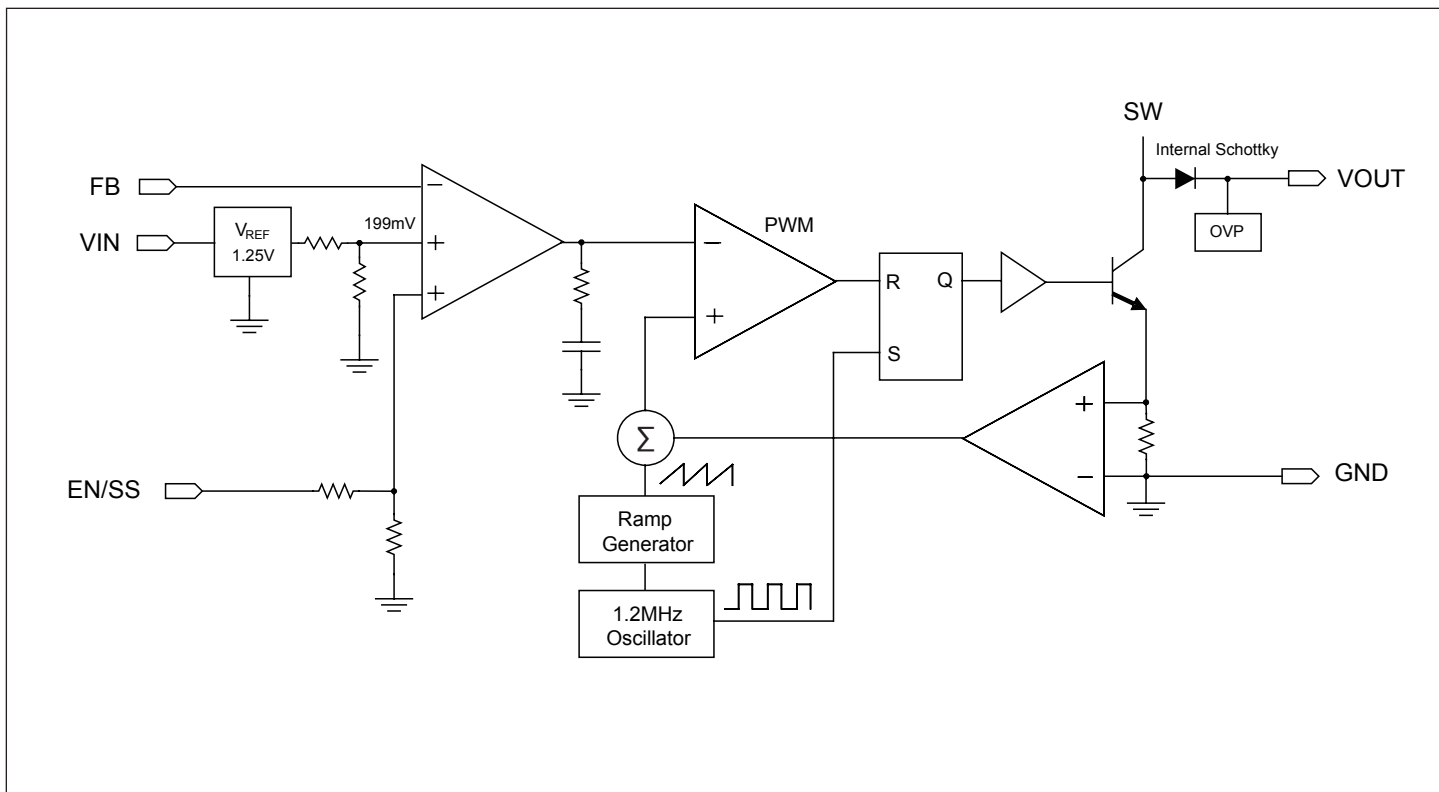 SW
Internal Schottky
FB
VOUT
VIN
VREF
1.25V
199mV
−
+
+
PWM
−
+
R
Q
S
OVP
Σ
+
−
GND
EN/SS
Ramp
Generator
1.2MHz
Oscillator